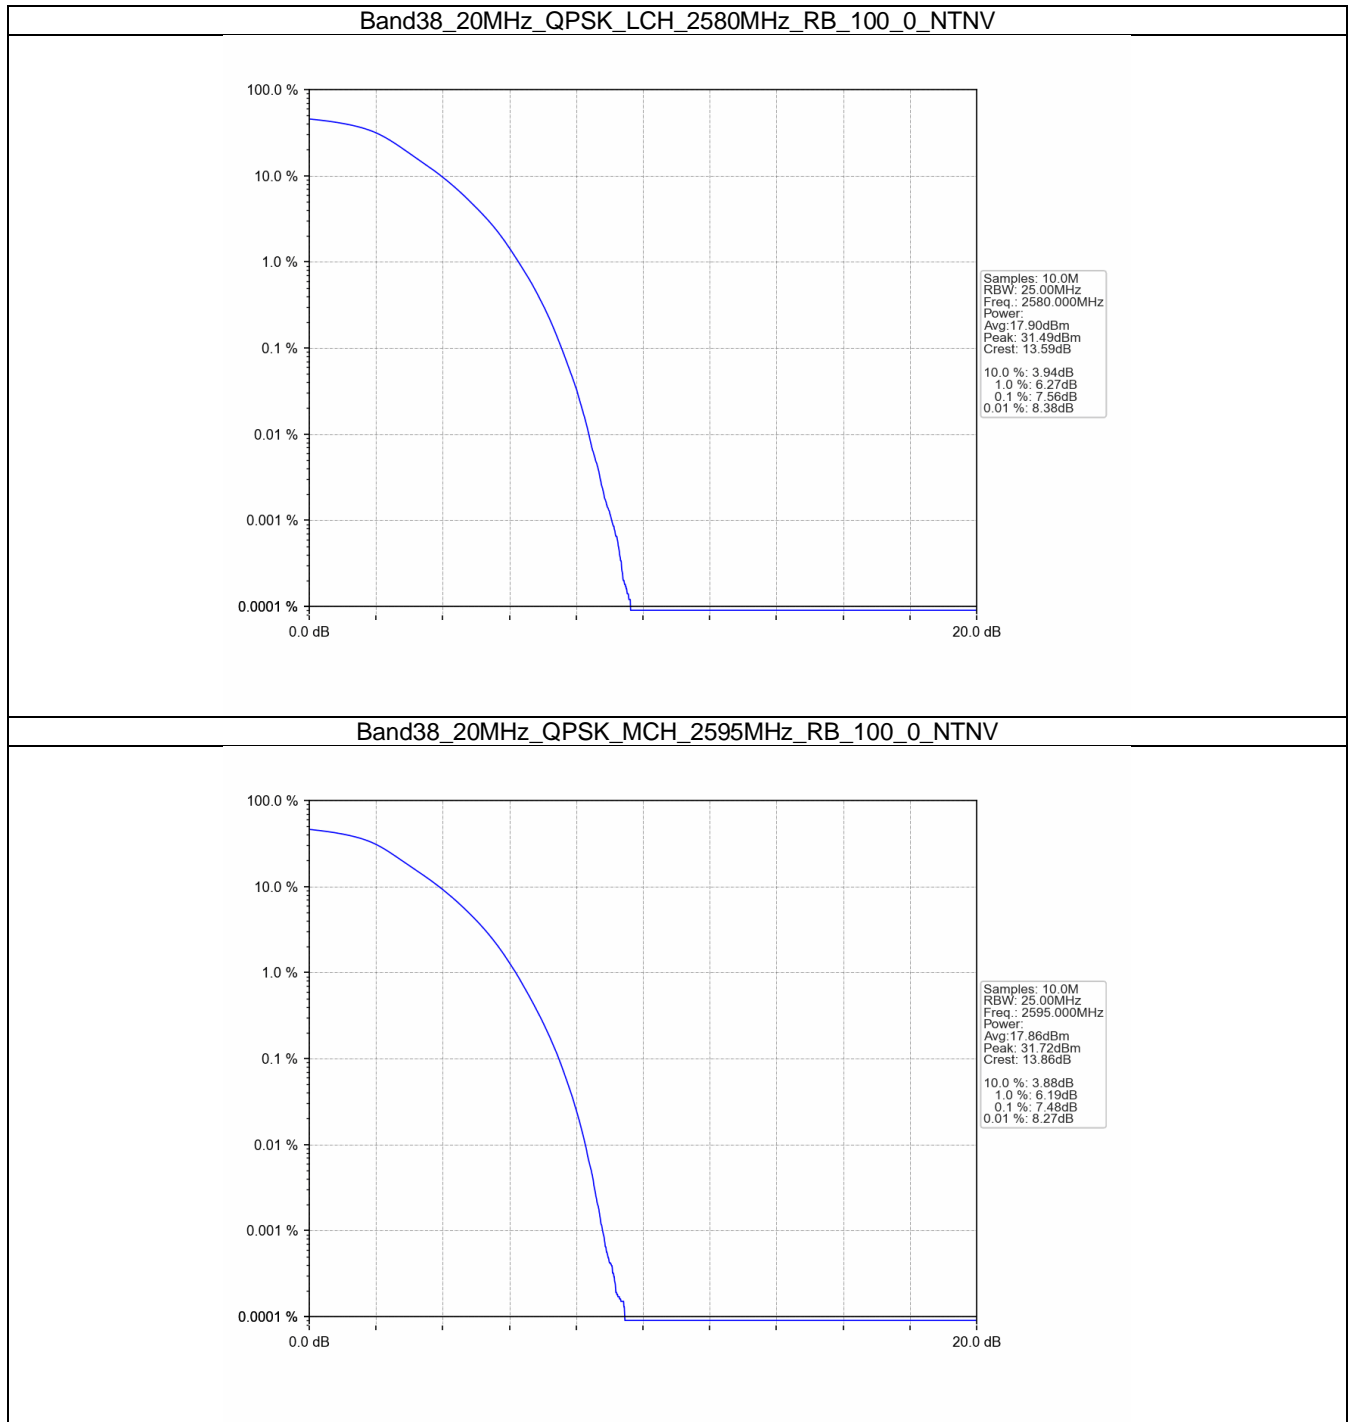 Band38_20MHz_QPSK_LCH_2580MHz_RB_100_0_NTNV
100.0 %
10.0 %
1.0 %
0.1 %
0.01 %
0.001 %
0.0001 %
0.0 dB
20.0 dB
Samples: 10.0M
RBW: 25.00MHz
Freq.: 2580.000MHz
Power:
Avg:17.90dBm
Peak: 31.49dBm
Crest: 13.59dB
10.0 %: 3.94dB
1.0 %: 6.27dB
0.1 %: 7.56dB
0.01 %: 8.38dB
Band38_20MHz_QPSK_MCH_2595MHz_RB_100_0_NTNV
100.0 %
10.0 %
1.0 %
0.1 %
0.01 %
0.001 %
0.0001 %
0.0 dB
20.0 dB
Samples: 10.0M
RBW: 25.00MHz
Freq.: 2595.000MHz
Power:
Avg:17.86dBm
Peak: 31.72dBm
Crest: 13.86dB
10.0 %: 3.88dB
1.0 %: 6.19dB
0.1 %: 7.48dB
0.01 %: 8.27dB